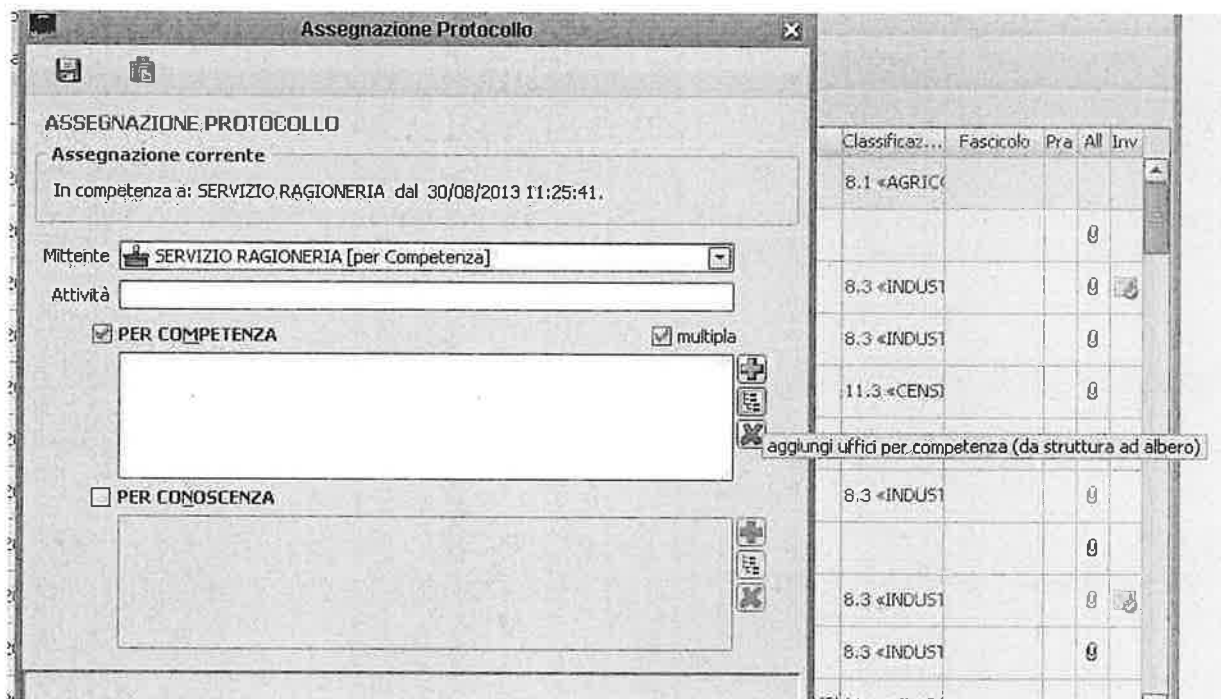 Assegnazione Protocollo
ASSEGNAZIONE PROTOCOLLO
Assegnazione corrente
In competenza a: SERVIZIO RAGIONERIA dal 30/08/2013 11:25:41.
Mittente SERVIZIO RAGIONERIA [per Competenza]
Attività
PER COMPETENZA multipla
aggiungi uffici per competenza (da struttura ad albero)
PER CONOSCENZA
Classificaz... Fascicolo Pra All Inv
8.1 «AGRICO
8.3 «INDUST
8.3 «INDUST
11.3 «CENSI
8.3 «INDUST
8.3 «INDUST
8.3 «INDUST